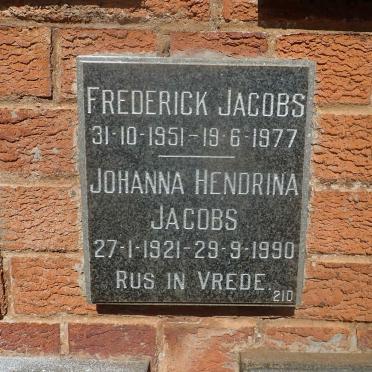 FREDERICK JACOBS
31-10-1951-19-6-1977
JOHANNA HENDRINA
JACOBS
27-1-1921-29-9-1990
RUS IN VREDE.
210